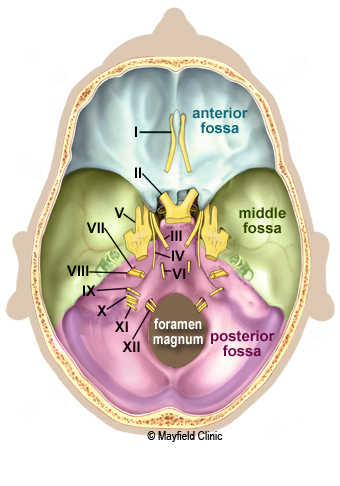 anterior
fossa
I
II
V
middle
fossa
VII
III
IV
VIII
VI
IX
X
XI
foramen
magnum
XII
posterior
fossa
© Mayfield Clinic